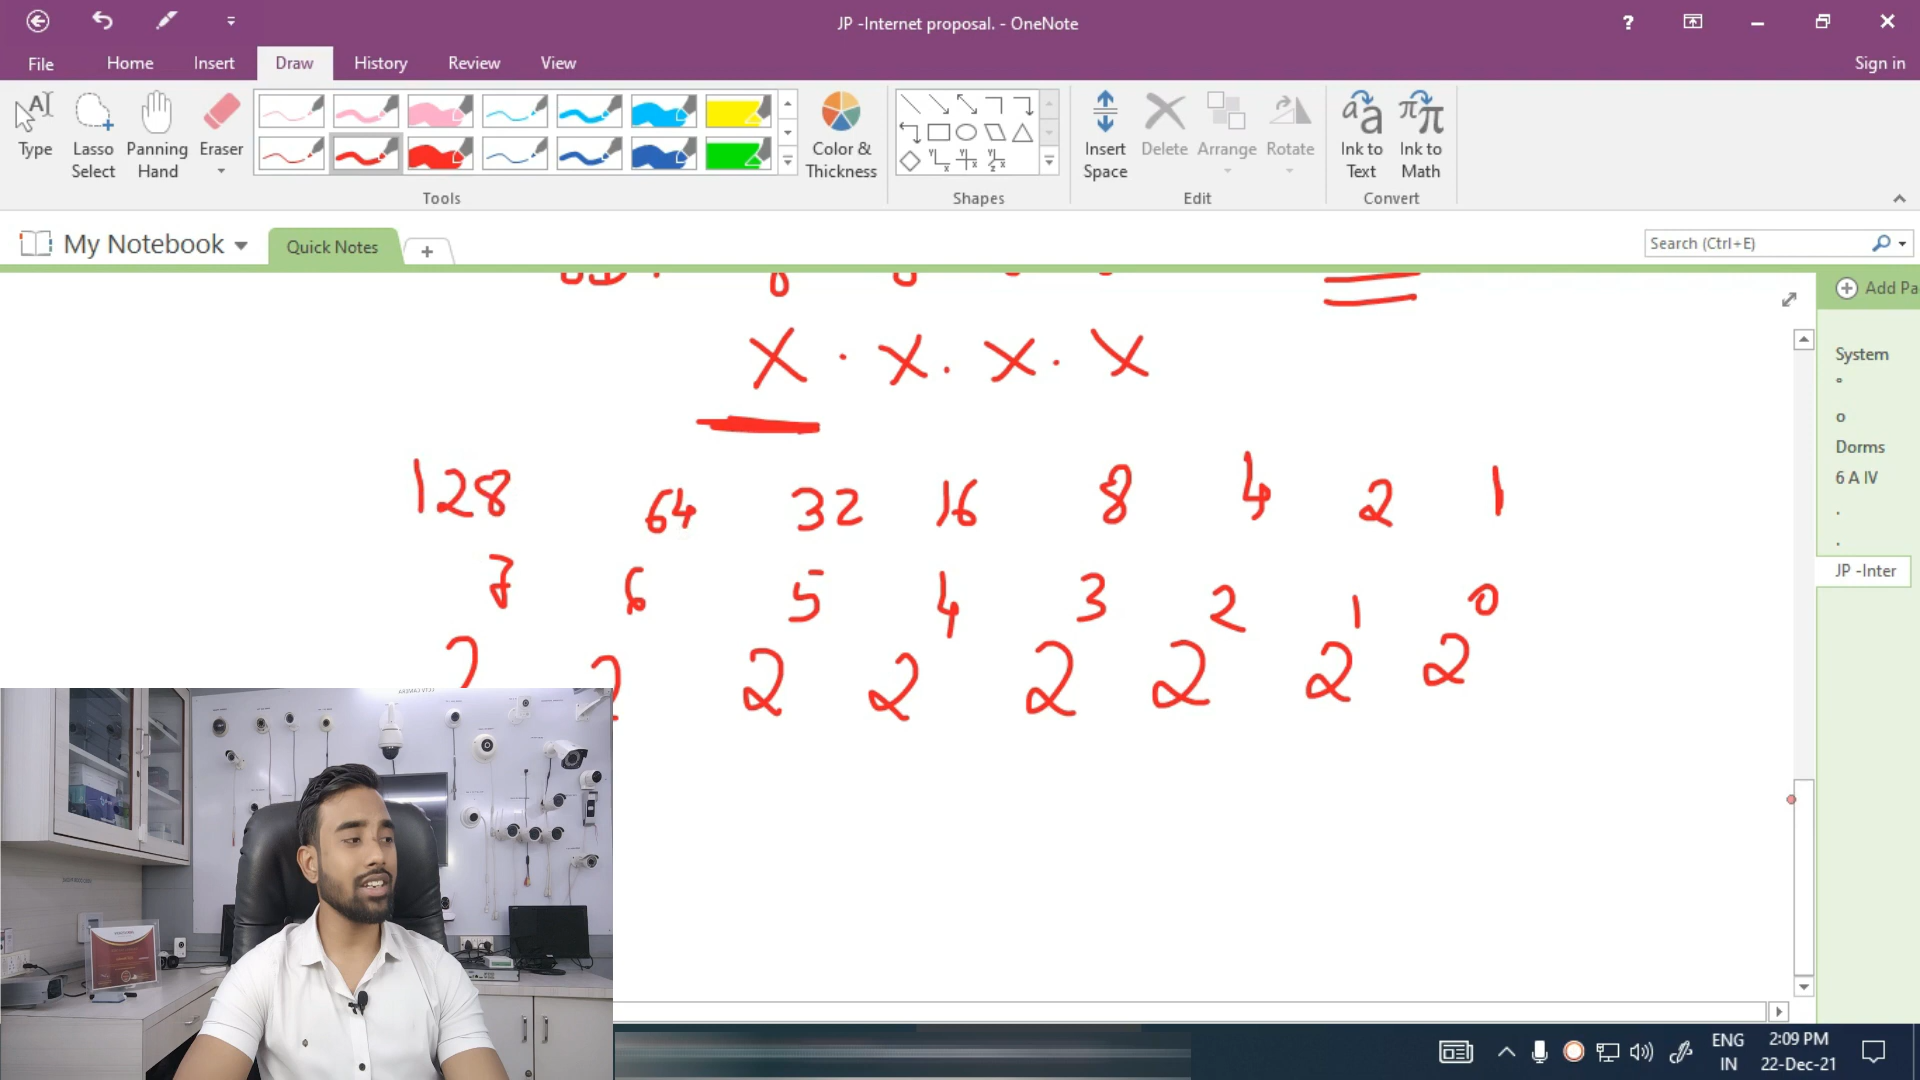 JP -Internet proposal. - OneNote
File Home Insert Draw History Review View Sign in
Type
Lasso Select
Panning Hand
Eraser
Color & Thickness
Insert Space
Delete
Arrange
Rotate
Ink to Text
Ink to Math
Tools Shapes Edit Convert
My Notebook Quick Notes Search (Ctrl+E)
Add Pa
X . X . X . X
128 64 32 16 8 4 2 1
7 6 5 4 3 2 1 0
2 2 2 2 2 2 2 2
System
o
Dorms
6 A IV
.
.
JP -Inter
ENG 2:09 PM
IN 22-Dec-21